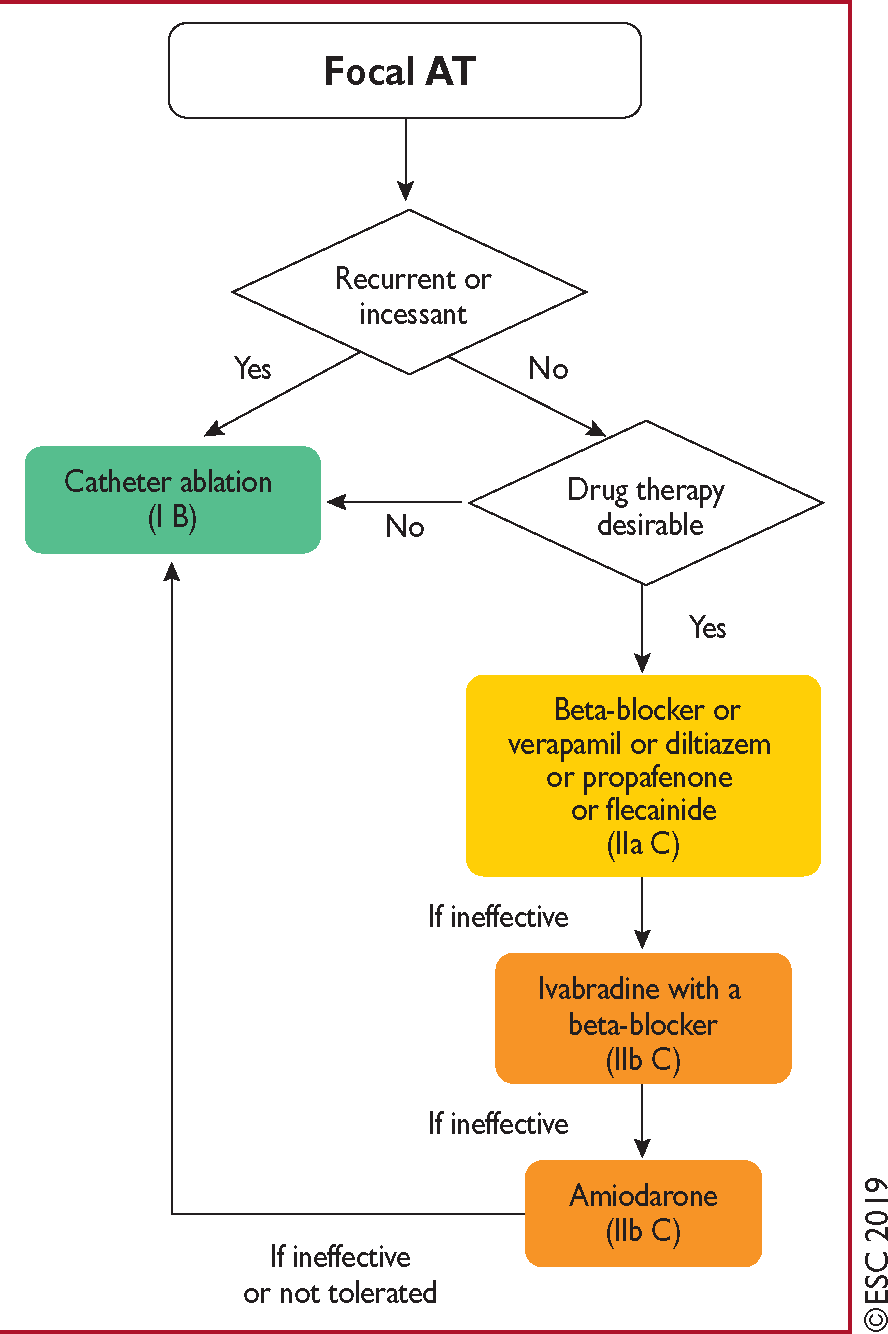 Focal AT
Recurrent or
incessant
Yes
No
Catheter ablation
(I B)
No
Drug therapy
desirable
Yes
Beta-blocker or
verapamil or diltiazem
or propafenone
or flecainide
(IIa C)
If ineffective
Ivabradine with a
beta-blocker
(IIb C)
If ineffective
Amiodarone
(IIb C)
If ineffective
or not tolerated
©ESC 2019